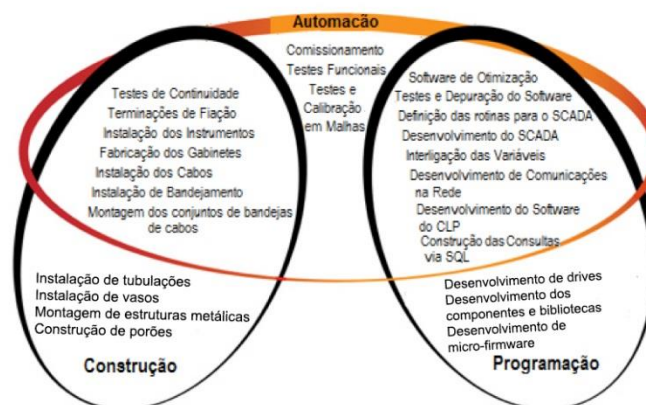 Automação
Comissionamento
Testes Funcionais
Testes e
Calibração
em Malhas
Testes de Continuidade
Terminações de Fiação
Instalação dos Instrumentos
Fabricação dos Gabinetes
Instalação dos Cabos
Instalação de Bandejamento
Montagem dos conjuntos de bandejas
de cabos
Instalação de tubulações
Instalação de vasos
Montagem de estruturas metálicas
Construção de porões
Construção
Software de Otimização
Testes e Depuração do Software
Definição das rotinas para o SCADA
Desenvolvimento do SCADA
Interligação das Variáveis
Desenvolvimento de Comunicações
na Rede
Desenvolvimento do Software
do CLP
Construção das Consultas
via SQL
Desenvolvimento de drives
Desenvolvimento dos
componentes e bibliotecas
Desenvolvimento de
micro-firmware
Programação